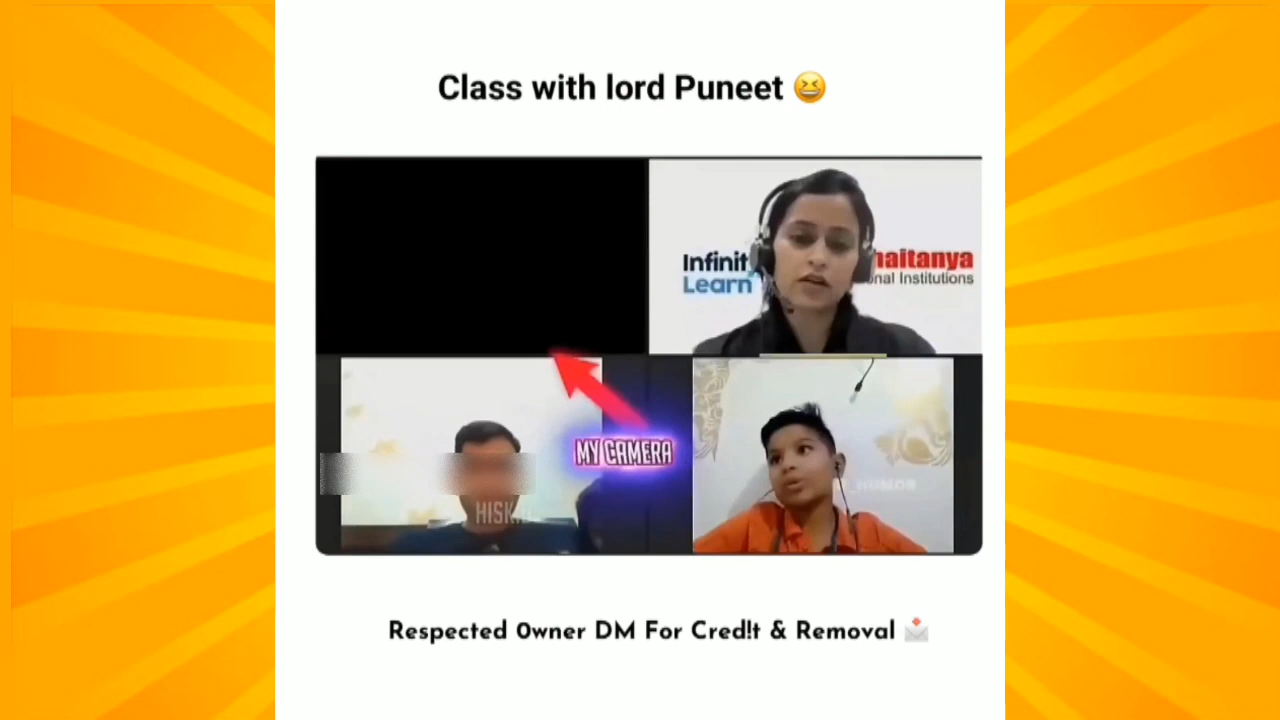 Class with lord Puneet 😆
Infinit
Learn
haitanya
onal Institutions
MY CAMERA
Respected 0wner DM For Cred!t & Removal 📩